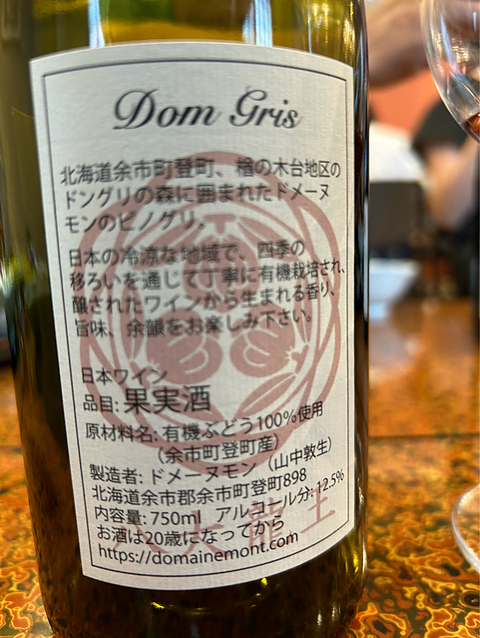 Dom Gris
北海道余市町登町、檜の木台地区の
ドングリの森に囲まれたドメーヌ
モンのピノグリ。
日本の冷涼な地域で、四季の
移ろいを通じて丁寧に有機栽培され、
醸されたワインから生まれる香り、
旨味、余韻をお楽しみ下さい。
日本ワイン
品目: 果実酒
原材料名: 有機ぶどう100%使用
（余市町登町産）
製造者: ドメーヌモン（山中敦生）
北海道余市郡余市町登町898
内容量: 750ml アルコール分: 12.5%
お酒は20歳になってから
https://domainemont.com